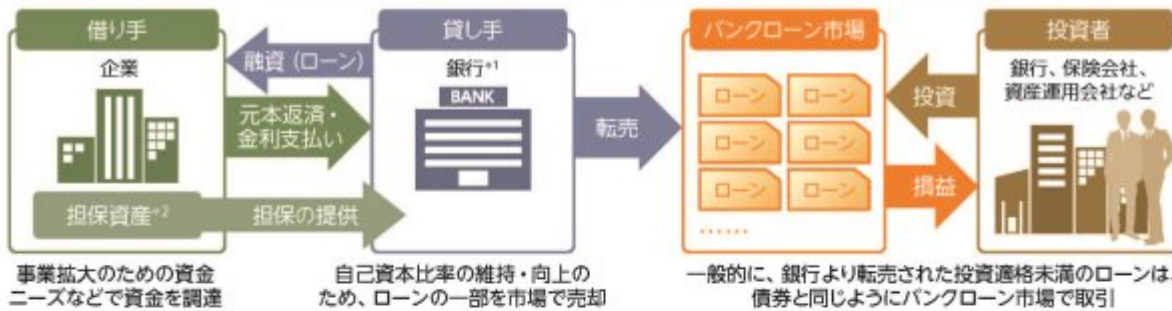 借り手
企業
担保資産*2
融資（ローン）
元本返済・
金利支払い
担保の提供
貸し手
銀行*1
BANK
転売
バンクローン市場
ローン ローン
ローン ローン
ローン ローン
……
投資
損益
投資者
銀行、保険会社、
資産運用会社など
事業拡大のための資金
ニーズなどで資金を調達
自己資本比率の維持・向上の
ため、ローンの一部を市場で売却
一般的に、銀行より転売された投資適格未満のローンは、
債券と同じようにバンクローン市場で取引